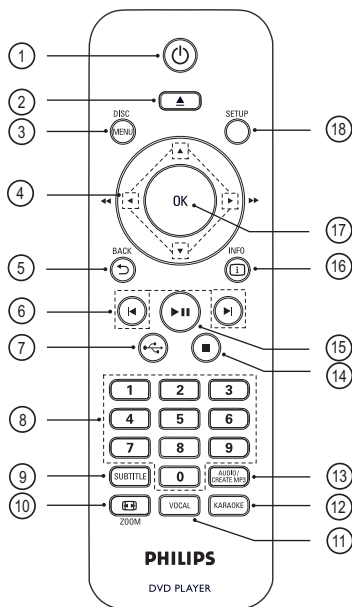 1
2
DISC
SETUP
3
MENU
18
4
OK
17
BACK
INFO
5
i
16
6
15
7
14
1 2 3
4 5 6
8
7 8 9
9
SUBTITLE
0
AUDIO/
CREATE MP3
13
10
VOCAL
KARAOKE
12
ZOOM
11
PHILIPS
DVD PLAYER